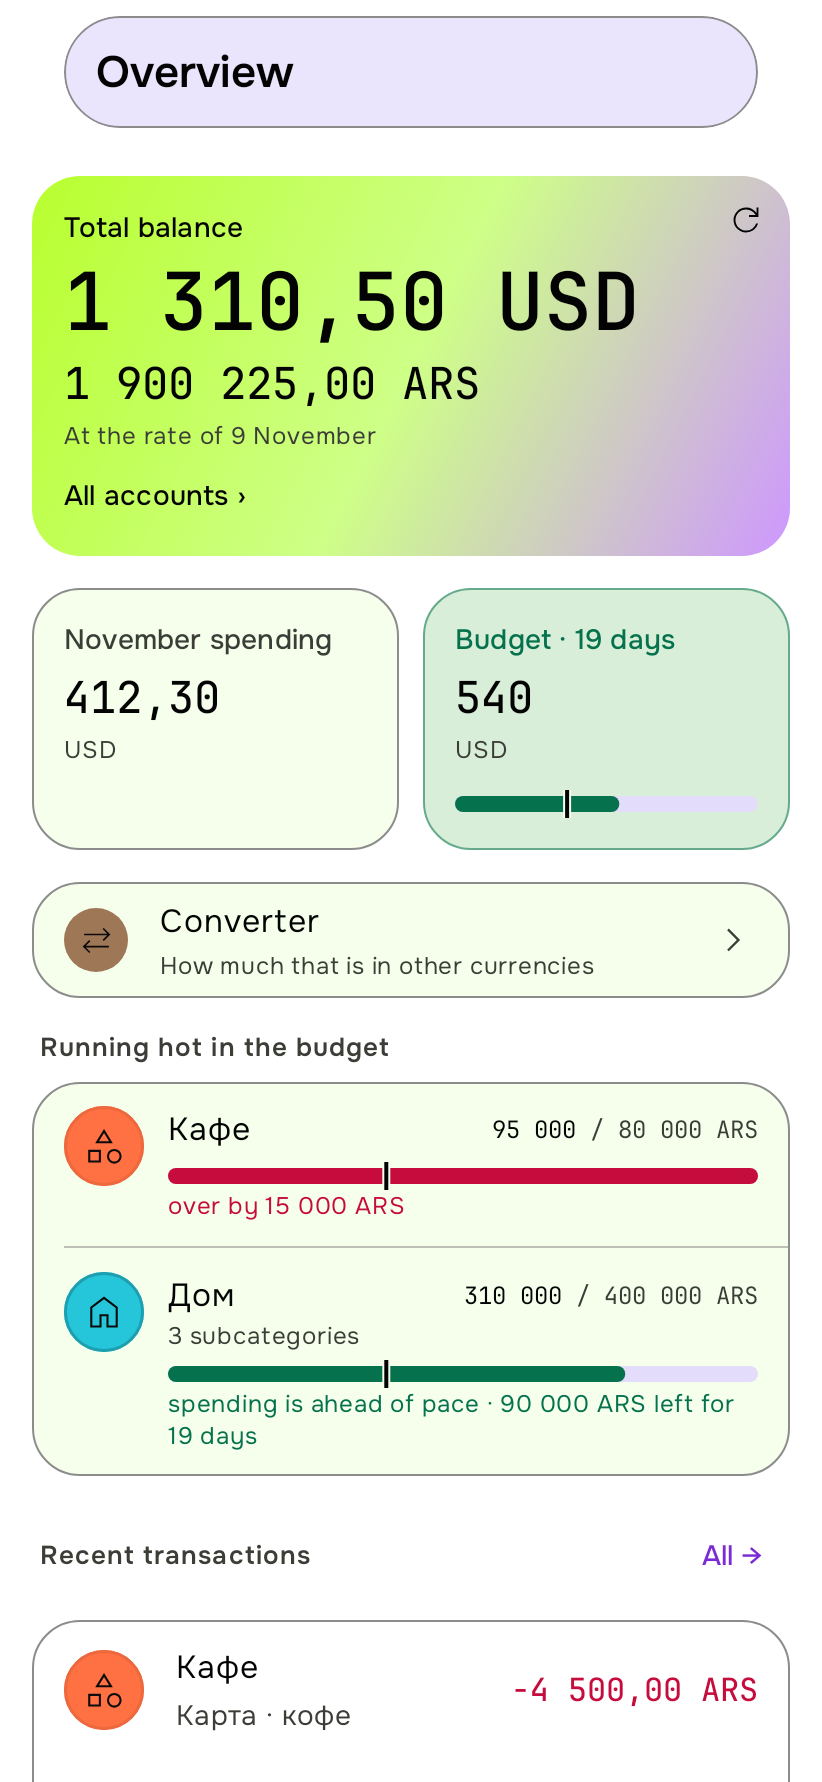 Overview
Total balance
1 310,50 USD
1 900 225,00 ARS
At the rate of 9 November
All accounts ›
November spending
412,30
USD
Budget · 19 days
540
USD
Converter
How much that is in other currencies
Running hot in the budget
Кафе
95 000 / 80 000 ARS
over by 15 000 ARS
Дом
310 000 / 400 000 ARS
3 subcategories
spending is ahead of pace · 90 000 ARS left for
19 days
Recent transactions
All →
Кафе
-4 500,00 ARS
Карта · кофе